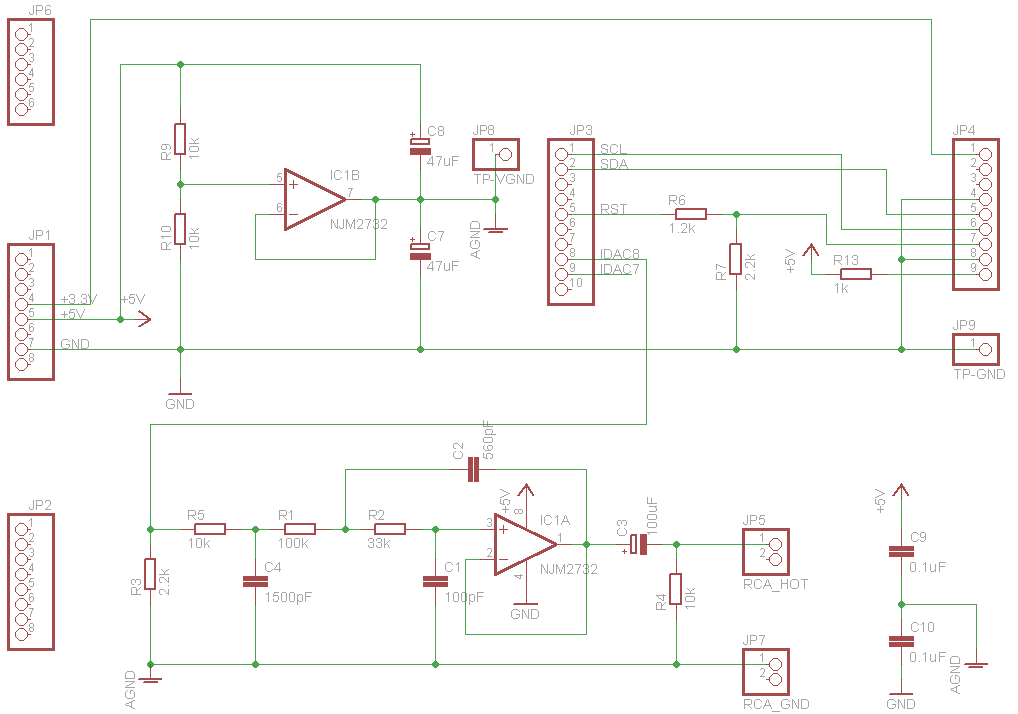 JP6
1
2
3
4
5
6
R9
10k
R10
10k
5
6
7
IC1B
NJM2732
C8
+
47uF
C7
+
47uF
JP8
1
TP-VGND
AGND
JP3
1
2
3
4
5
6
7
8
9
10
SCL
SDA
RST
IDAC8
IDAC7
R6
1.2k
R7
2.2k
+5V
R13
1k
JP4
1
2
3
4
5
6
7
8
9
JP1
1
2
3
4
5
6
7
8
+3.3V
+5V
+5V
GND
GND
JP9
1
TP-GND
JP2
1
2
3
4
5
6
7
8
R5
10k
R1
100k
R2
33k
C2
560pF
R3
2.2k
C4
1500pF
C1
100pF
+5V
8
3
2
1
4
IC1A
NJM2732
GND
C3
+
100uF
R4
10k
JP5
1
2
RCA_HOT
JP7
1
2
RCA_GND
AGND
+5V
C9
0.1uF
C10
0.1uF
GND
AGND